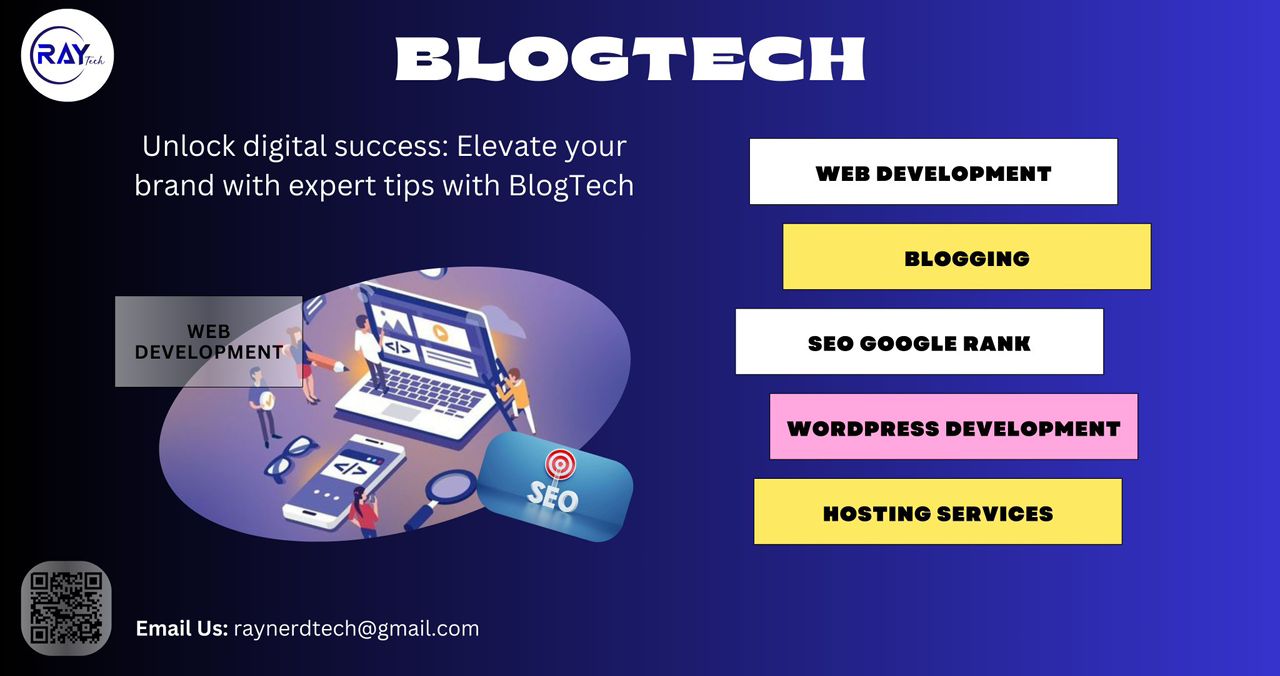 RAY
Tech
BLOGTECH
Unlock digital success: Elevate your
brand with expert tips with BlogTech
WEB
DEVELOPMENT
</>
</>
SEO
WEB DEVELOPMENT
BLOGGING
SEO GOOGLE RANK
WORDPRESS DEVELOPMENT
HOSTING SERVICES
Email Us: raynerdtech@gmail.com